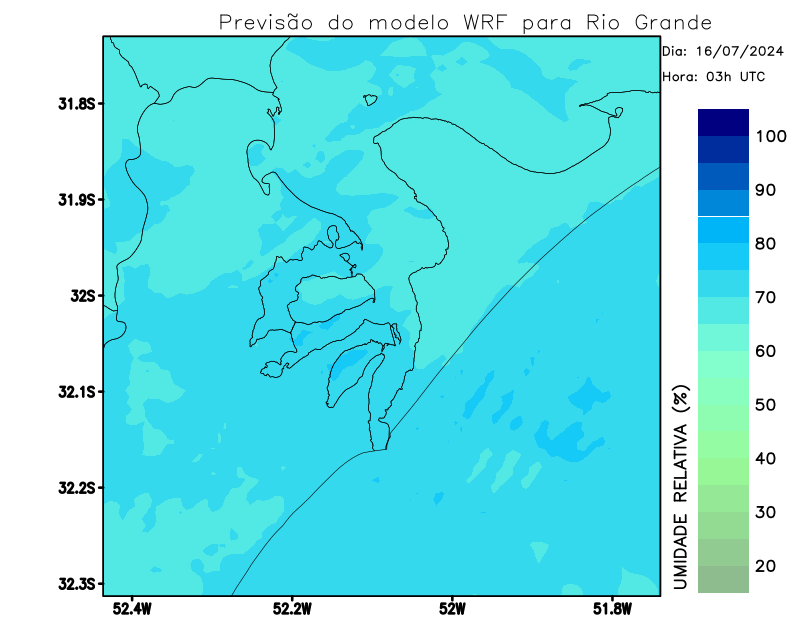 Previsão do modelo WRF para Rio Grande
Dia: 16/07/2024
Hora: 03h UTC
31.8S
31.9S
32S
32.1S
32.2S
32.3S
52.4W
52.2W
52W
51.8W
UMIDADE RELATIVA (%)
100
90
80
70
60
50
40
30
20